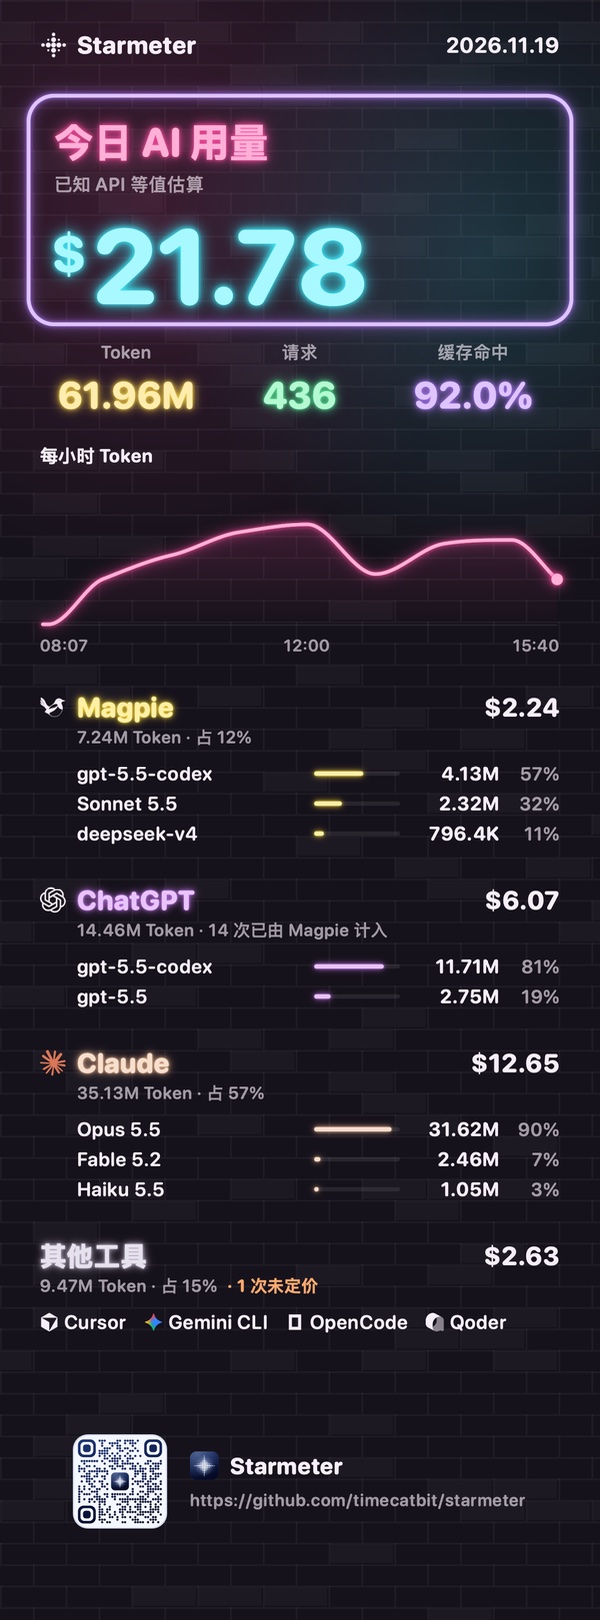 Starmeter 2026.11.19
今日 AI 用量
已知 API 等值估算
$21.78
Token 请求 缓存命中
61.96M 436 92.0%
每小时 Token
08:07 12:00 15:40
Magpie $2.24
7.24M Token · 占 12%
gpt-5.5-codex 4.13M 57%
Sonnet 5.5 2.32M 32%
deepseek-v4 796.4K 11%
ChatGPT $6.07
14.46M Token · 14 次已由 Magpie 计入
gpt-5.5-codex 11.71M 81%
gpt-5.5 2.75M 19%
Claude $12.65
35.13M Token · 占 57%
Opus 5.5 31.62M 90%
Fable 5.2 2.46M 7%
Haiku 5.5 1.05M 3%
其他工具 $2.63
9.47M Token · 占 15% · 1 次未定价
Cursor Gemini CLI OpenCode Qoder
Starmeter
https://github.com/timecatbit/starmeter